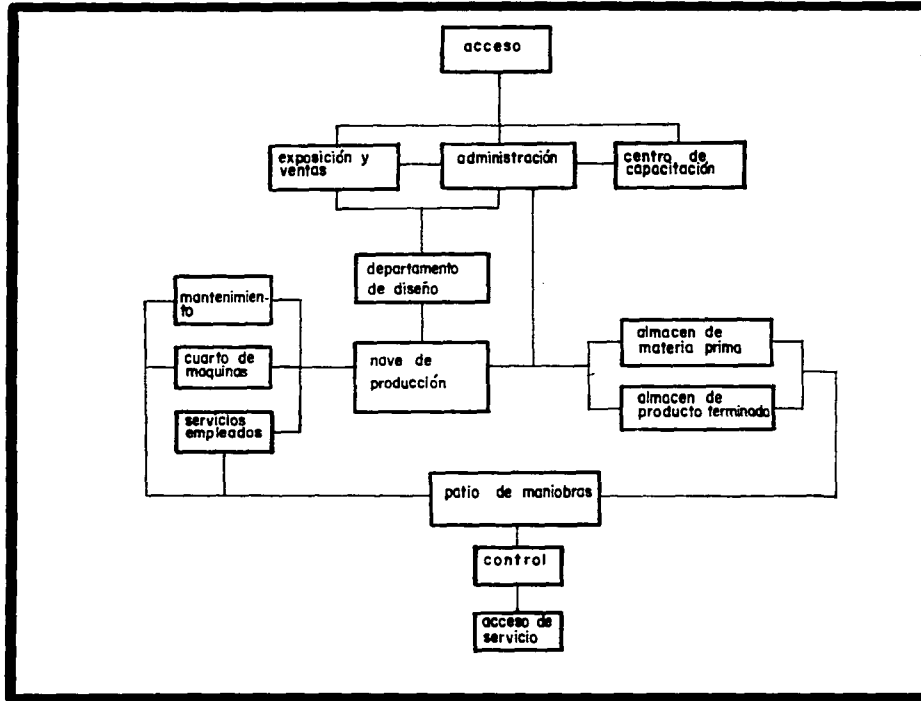 acceso
exposición y
ventas
administración
centro de
capacitación
departamento
de diseño
mantenimien-
to
cuarto de
maquinas
servicios
empleados
nave de
producción
almacen de
materia prima
almacen de
producto terminado
patio de maniobras
control
acceso de
servicio